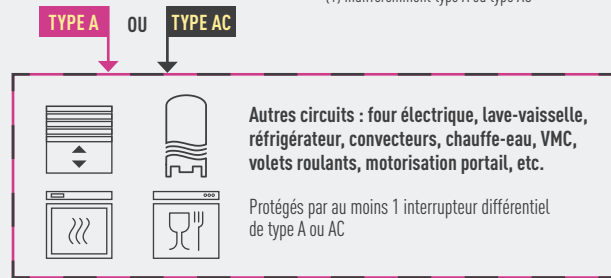 TYPE A OU TYPE AC
Autres circuits : four électrique, lave-vaisselle,
réfrigérateur, convecteurs, chauffe-eau, VMC,
volets roulants, motorisation portail, etc.
Protégés par au moins 1 interrupteur différentiel
de type A ou AC